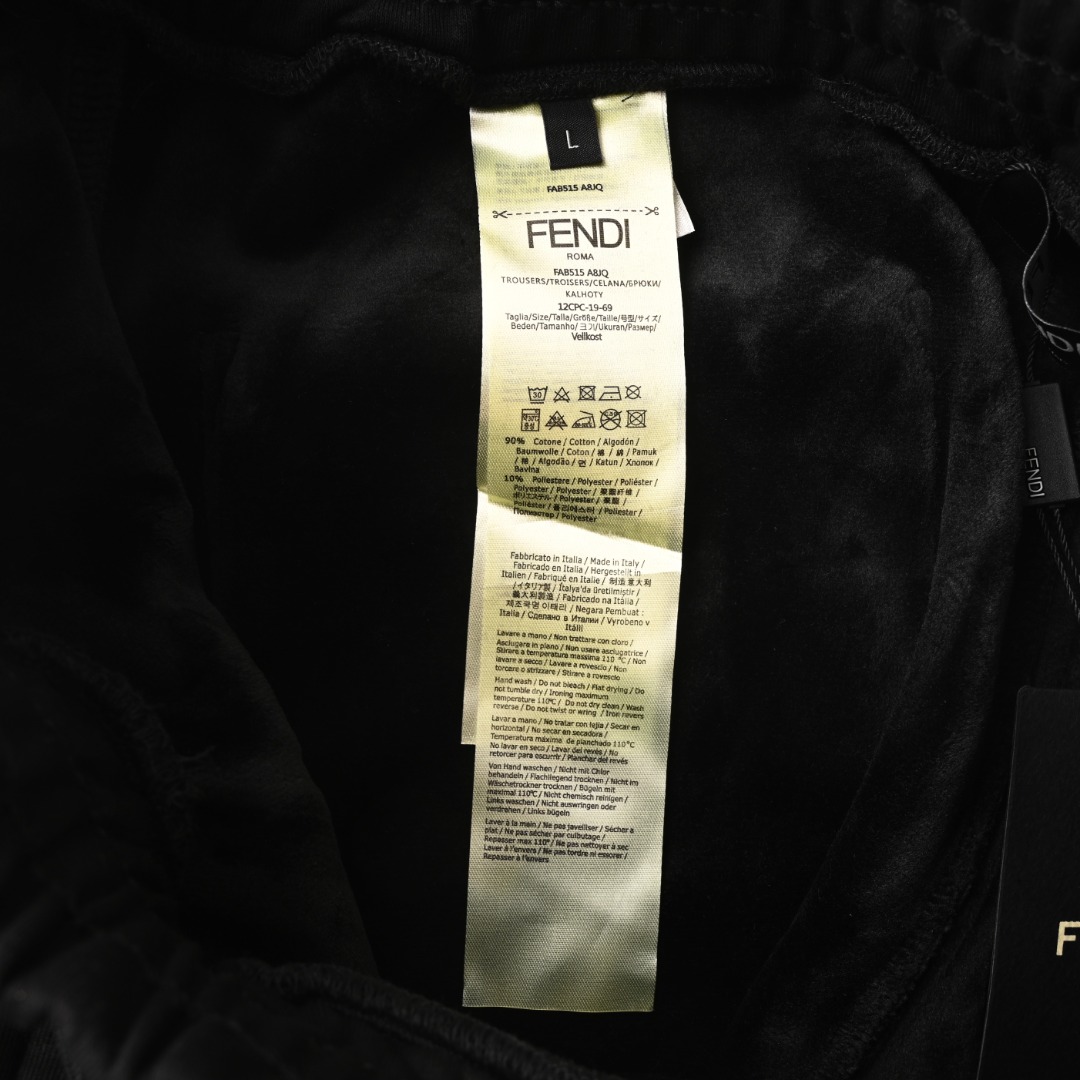 L
FAB515 A8JQ
FENDI
ROMA
FAB515 A8JQ
TROUSERS/TROISERS/CELANA/БРЮКИ/
KALHOTY
12CPC-19-69
Taglia/Size/Talla/Größe/Taille/号型/サイズ/
Beden/Tamanho/크기/Ukuran/Размер/
Velikost
30
90% Cotone / Cotton / Algodón /
Baumwolle / Coton / 棉 / 綿 / Pamuk
/ 棉 / Algodão / 면 / Katun / Хлопок /
Bavlna
10% Poliestere / Polyester / Poliéster /
Polyester / Polyester / 聚酯纤维 /
ポリエステル / Polyester / 聚酯 /
Poliéster / 폴리에스터 / Poliester /
Полиэстер / Polyester
Fabbricato in Italia / Made in Italy /
Fabricado en Italia / Hergestellt in
Italien / Fabriqué en Italie / 制造意大利
/イタリア製 / İtalya'da üretilmiştir /
義大利製造 / Fabricado na Itália /
제조국명 이태리 / Negara Pembuat :
Italia / Сделано в Италии / Vyrobeno v
Itálii
Lavare a mano / Non trattare con cloro /
Asciugare in piano / Non usare asciugatrice /
Stirare a temperatura massima 110 °C / Non
lavare a secco / Lavare a rovescio / Non
torcere o strizzare / Stirare a rovescio
Hand wash / Do not bleach / Flat drying / Do
not tumble dry / Ironing maximum
temperature 110°C / Do not dry clean / Wash
reverse / Do not twist or wring / Iron revers
Lavar a mano / No tratar con lejia / Secar en
horizontal / No secar en secadora /
Temperatura máxima de planchado 110°C
No lavar en seco / Lavar del revés / No
retorcer para escurrir / Planchar del revés
Von Hand waschen / Nicht mit Chlor
behandeln / Flachliegend trocknen / Nicht im
Wäschetrockner trocknen / Bügeln mit
maximal 110°C / Nicht chemisch reinigen /
Links waschen / Nicht auswringen oder
verdrehen / Links bügeln
Laver à la main / Ne pas javelliser / Sécher a
plat / Ne pas sécher par culbutage /
Repasser max 110° / Ne pas nettoyer à sec
Laver à l'envers / Ne pas tordre ni essorer /
Repasser à l'envers
FENDI
F